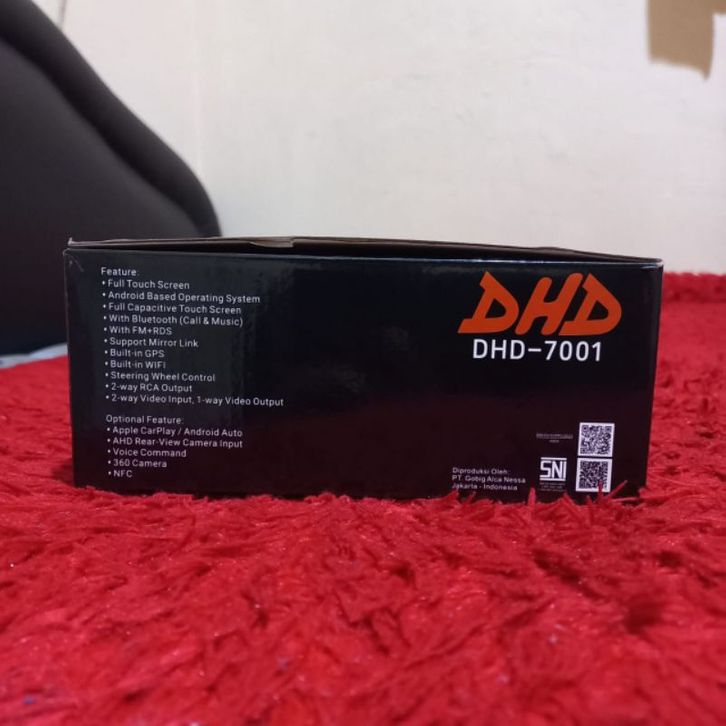 Feature:
• Full Touch Screen
• Android Based Operating System
• Full Capacitive Touch Screen
• With Bluetooth (Call & Music)
• With FM+RDS
• Support Mirror Link
• Built-in GPS
• Built-in WIFI
• Steering Wheel Control
• 2-way RCA Output
• 2-way Video Input, 1-way Video Output
Optional Feature:
• Apple CarPlay / Android Auto
• AHD Rear-View Camera Input
• Voice Command
• 360 Camera
• NFC
DHD
DHD-7001
Diproduksi Oleh:
PT. Gobig Alca Nessa
Jakarta - Indonesia
SNI